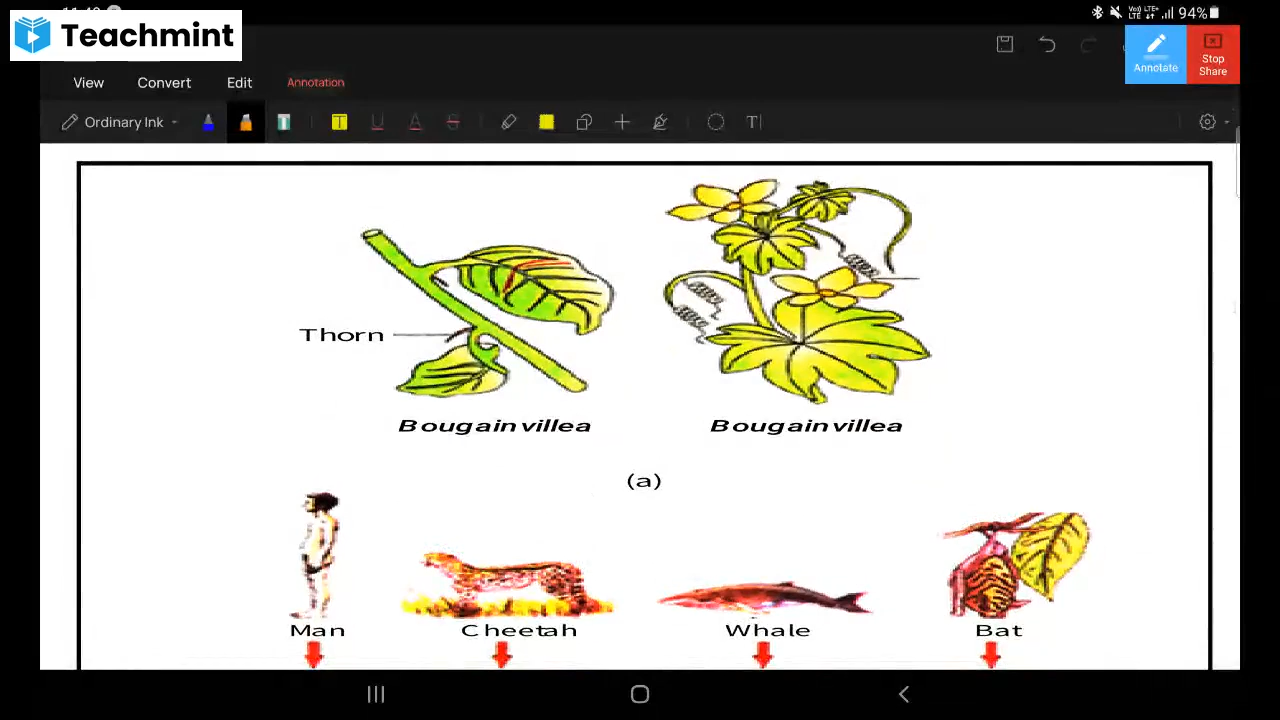 Teachmint
94%
Annotate
Stop
Share
View Convert Edit Annotation
Ordinary Ink
Thorn
Bougainvillea Bougainvillea
(a)
Man Cheetah Whale Bat